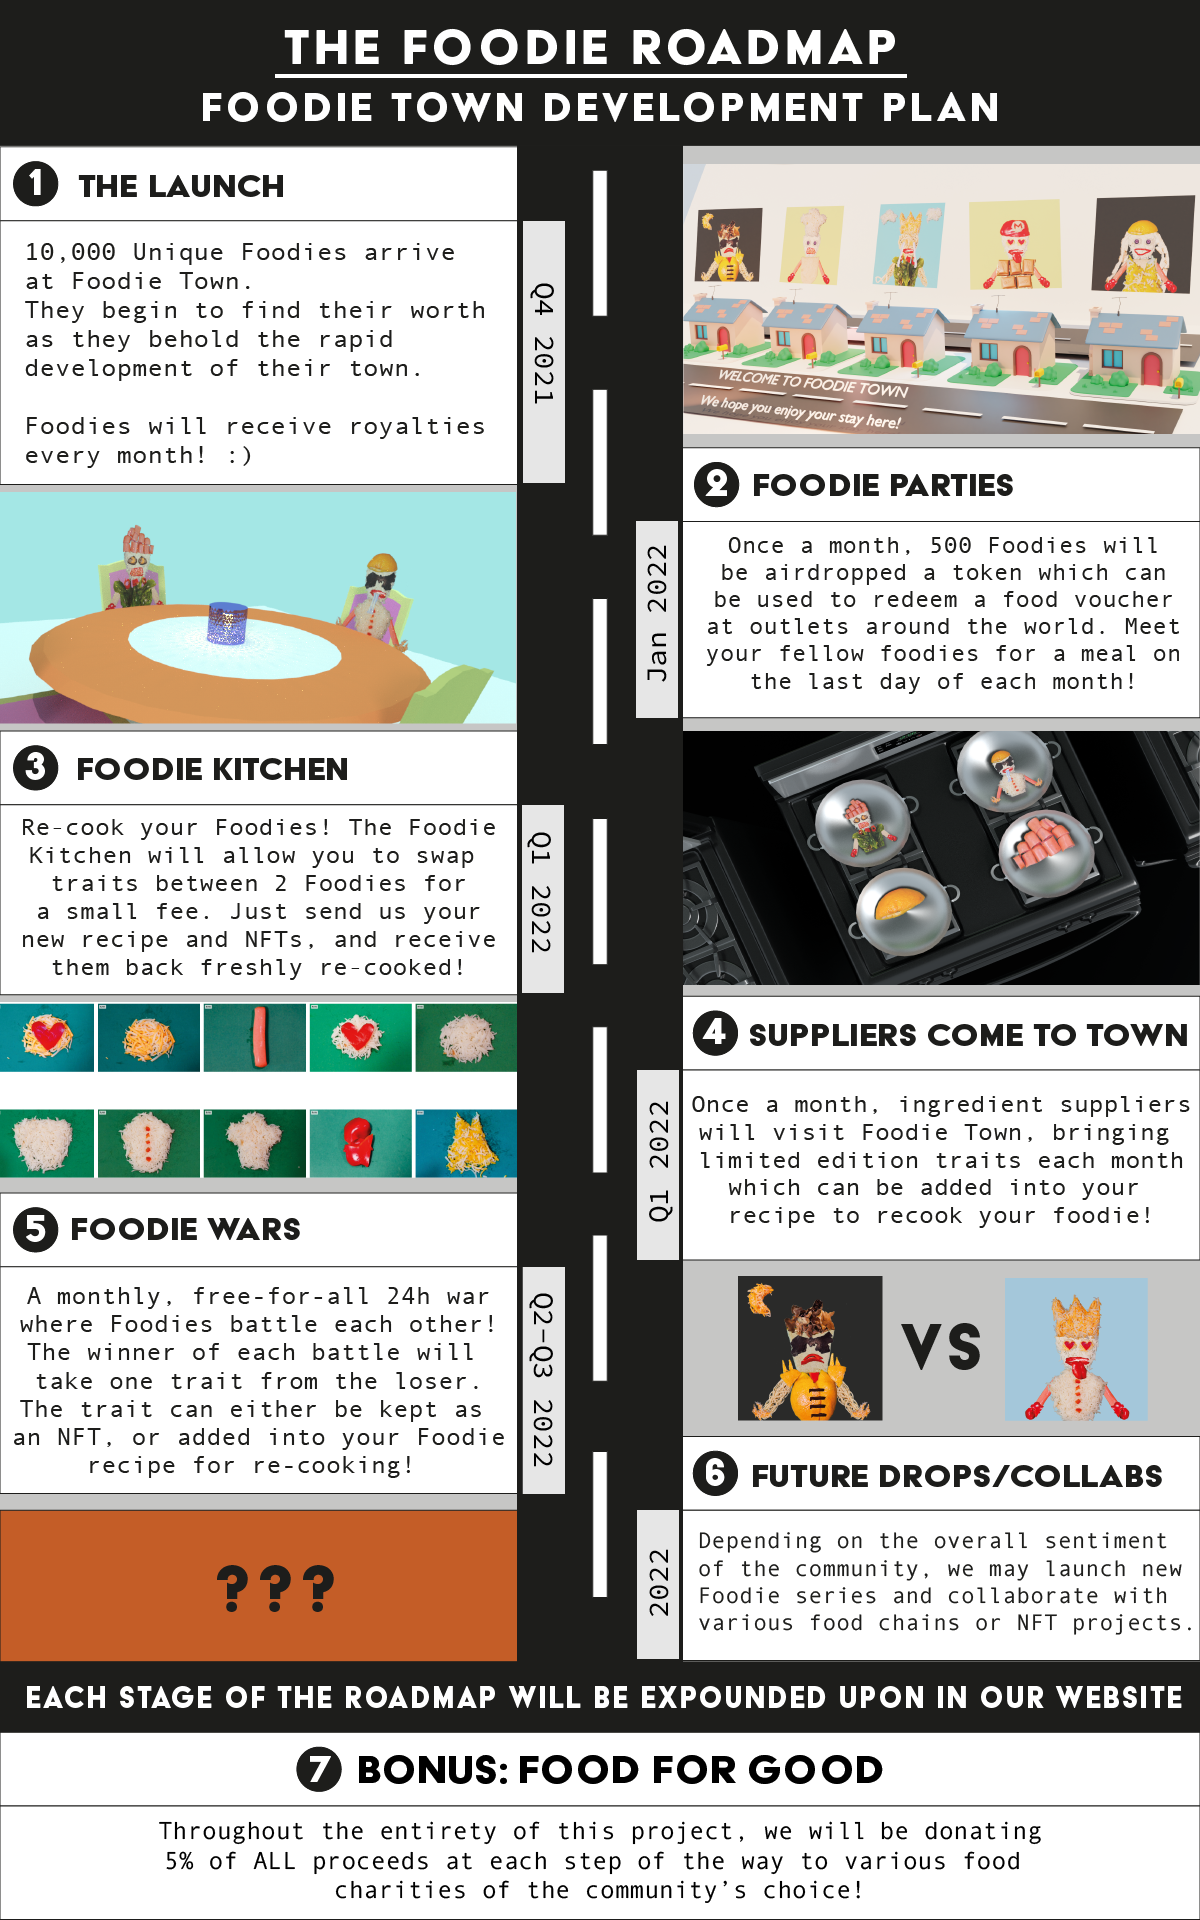 THE FOODIE ROADMAP
FOODIE TOWN DEVELOPMENT PLAN
1 THE LAUNCH
10,000 Unique Foodies arrive
at Foodie Town.
They begin to find their worth
as they behold the rapid
development of their town.
Foodies will receive royalties
every month! :)
Q4 2021
WELCOME TO FOODIE TOWN
We hope you enjoy your stay here!
2 FOODIE PARTIES
Once a month, 500 Foodies will
be airdropped a token which can
be used to redeem a food voucher
at outlets around the world. Meet
your fellow foodies for a meal on
the last day of each month!
Jan 2022
3 FOODIE KITCHEN
Re-cook your Foodies! The Foodie
Kitchen will allow you to swap
traits between 2 Foodies for
a small fee. Just send us your
new recipe and NFTs, and receive
them back freshly re-cooked!
Q1 2022
4 SUPPLIERS COME TO TOWN
Once a month, ingredient suppliers
will visit Foodie Town, bringing
limited edition traits each month
which can be added into your
recipe to recook your foodie!
Q1 2022
5 FOODIE WARS
A monthly, free-for-all 24h war
where Foodies battle each other!
The winner of each battle will
take one trait from the loser.
The trait can either be kept as
an NFT, or added into your Foodie
recipe for re-cooking!
Q2-Q3 2022
VS
6 FUTURE DROPS/COLLABS
Depending on the overall sentiment
of the community, we may launch new
Foodie series and collaborate with
various food chains or NFT projects.
2022
???
EACH STAGE OF THE ROADMAP WILL BE EXPOUNDED UPON IN OUR WEBSITE
7 BONUS: FOOD FOR GOOD
Throughout the entirety of this project, we will be donating
5% of ALL proceeds at each step of the way to various food
charities of the community's choice!